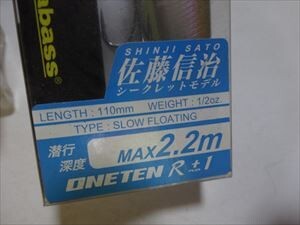 abass
SHINJI SATO
佐藤信治
シークレットモデル
LENGTH : 110mm WEIGHT : 1/2oz.
TYPE : SLOW FLOATING
潜行
深度
MAX2.2m
ONETEN R+1